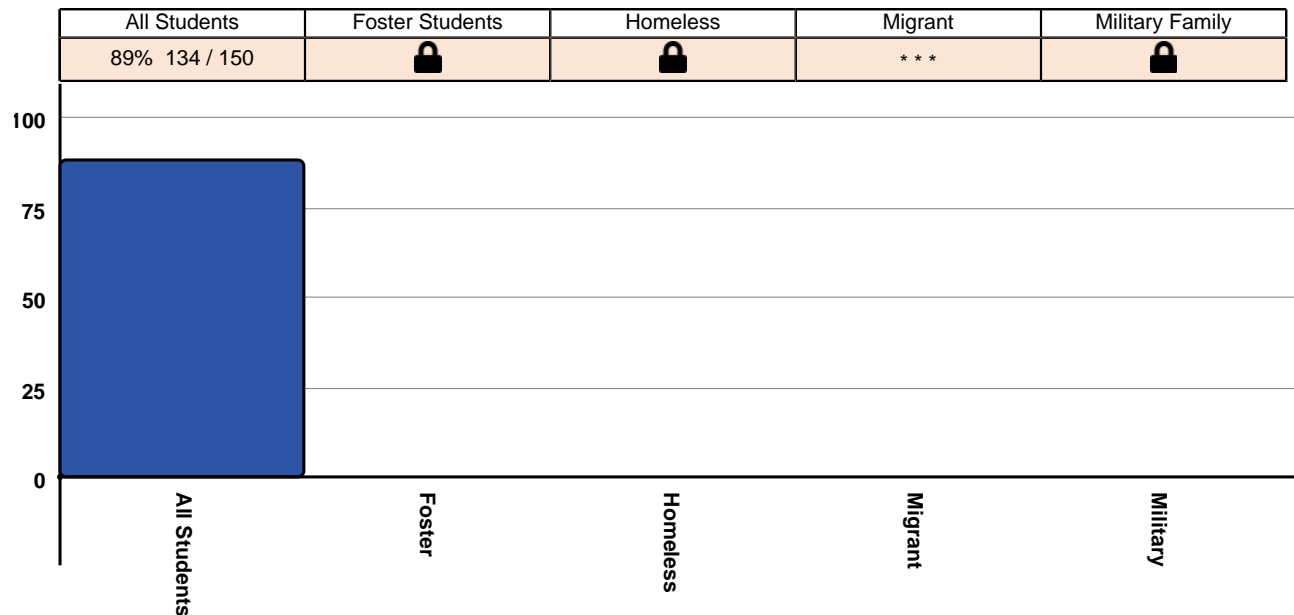 All Students Foster Students Homeless Migrant Military Family
89% 134 / 150 * * *
100
75
50
25
0
All Students Foster Homeless Migrant Military